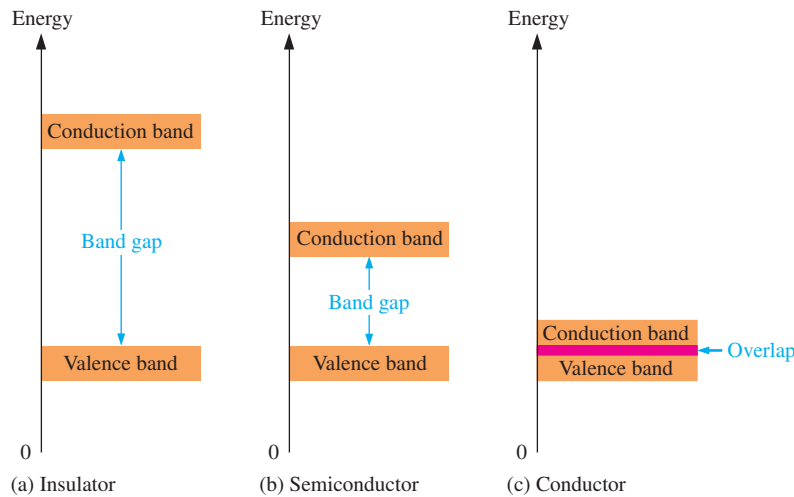 Energy
Conduction band
Band gap
Valence band
0
(a) Insulator
Energy
Conduction band
Band gap
Valence band
0
(b) Semiconductor
Energy
Conduction band
Overlap
Valence band
0
(c) Conductor